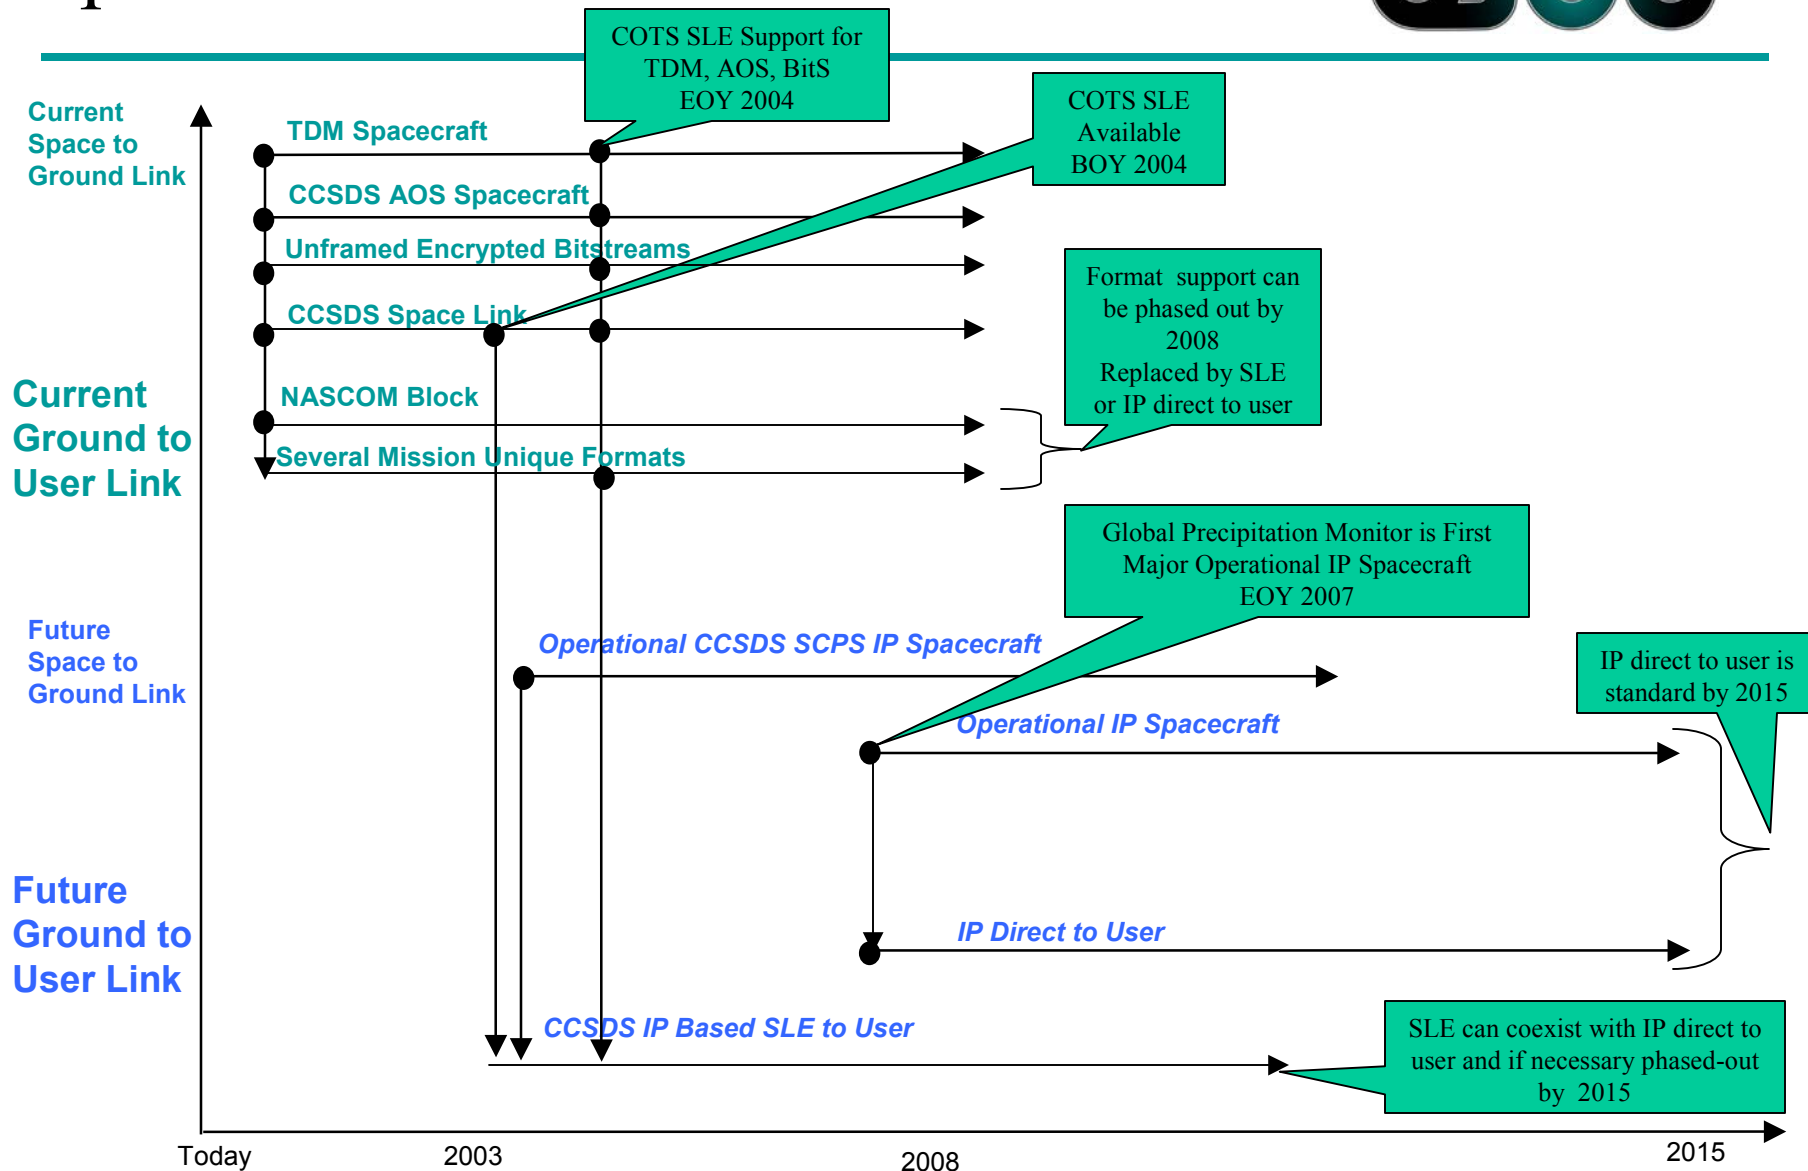 COTS SLE Support for
TDM, AOS, BitS
EOY 2004
COTS SLE
Available
BOY 2004
Current
Space to
Ground Link
TDM Spacecraft
CCSDS AOS Spacecraft
Unframed Encrypted Bitstreams
CCSDS Space Link
Format support can
be phased out by
2008
Replaced by SLE
or IP direct to user
Current
Ground to
User Link
NASCOM Block
Several Mission Unique Formats
Global Precipitation Monitor is First
Major Operational IP Spacecraft
EOY 2007
Future
Space to
Ground Link
Operational CCSDS SCPS IP Spacecraft
IP direct to user is
standard by 2015
Operational IP Spacecraft
Future
Ground to
User Link
IP Direct to User
CCSDS IP Based SLE to User
SLE can coexist with IP direct to
user and if necessary phased-out
by 2015
Today
2003
2008
2015